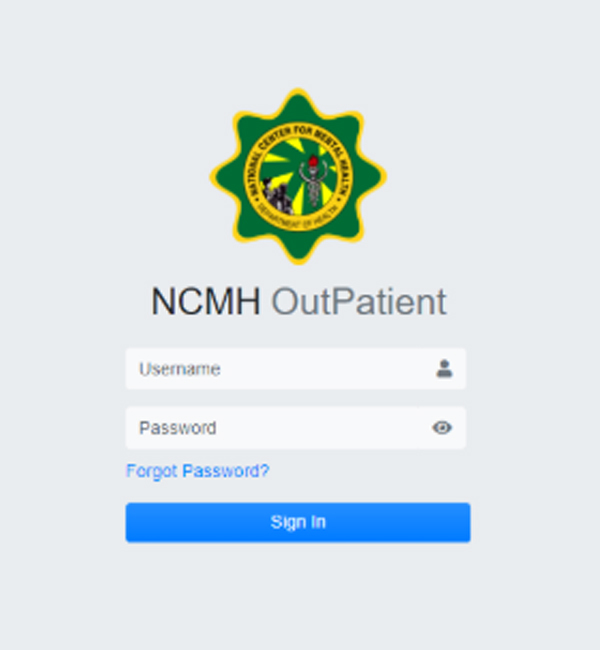 NATIONAL CENTER FOR MENTAL HEALTH
DEPARTMENT OF HEALTH
NCMH OutPatient
Username
Password
Forgot Password?
Sign In